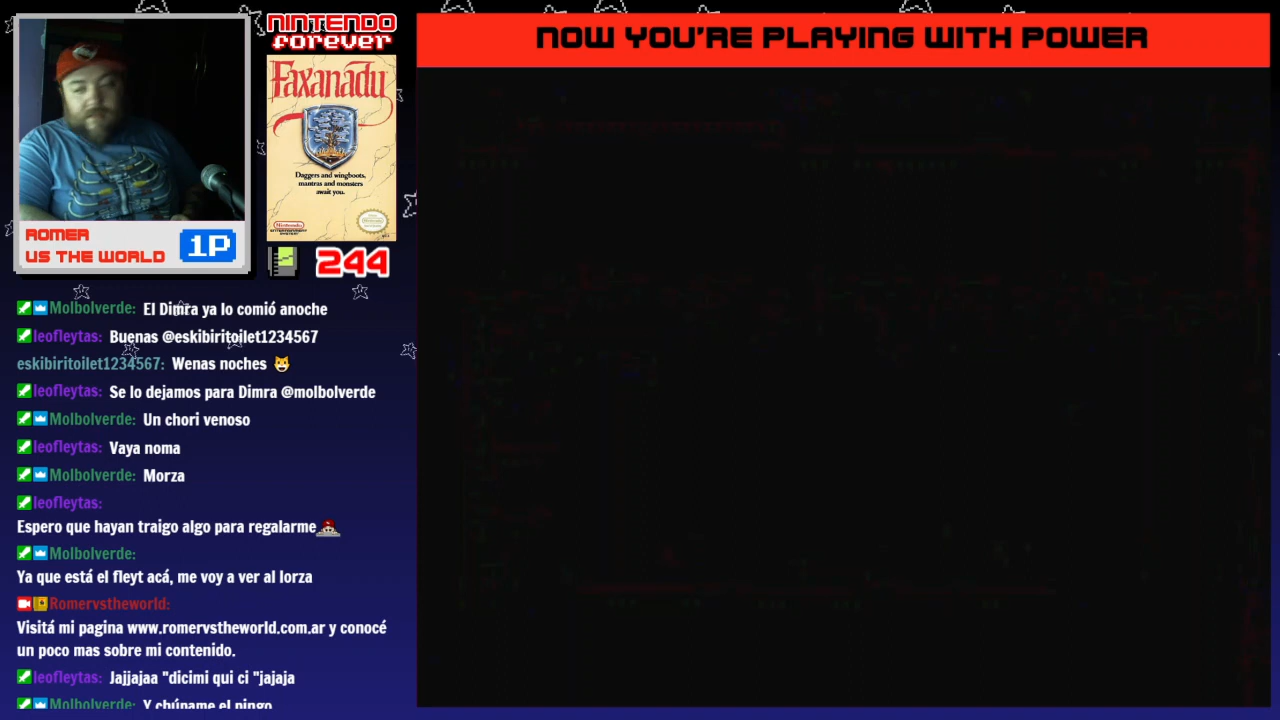 NINTENDO
forever
NOW YOU'RE PLAYING WITH POWER
Faxanadu
Daggers and wingboots,
mantras and monsters
await you.
Nintendo
ROMER
VS THE WORLD
1P
244
Molbolverde: El Dimra ya lo comió anoche
leofleytas: Buenas @eskibiritoilet1234567
eskibiritoilet1234567: Wenas noches
leofleytas: Se lo dejamos para Dimra @molbolverde
Molbolverde: Un chori venoso
leofleytas: Vaya noma
Molbolverde: Morza
leofleytas:
Espero que hayan traigo algo para regalarme
Molbolverde:
Ya que está el fleyt acá, me voy a ver al lorza
Romervstheworld:
Visitá mi pagina www.romervstheworld.com.ar y conocé
un poco mas sobre mi contenido.
leofleytas: Jajjajaa "dicimi qui ci "jajaja
Molbolverde: Y chúpame el pingo